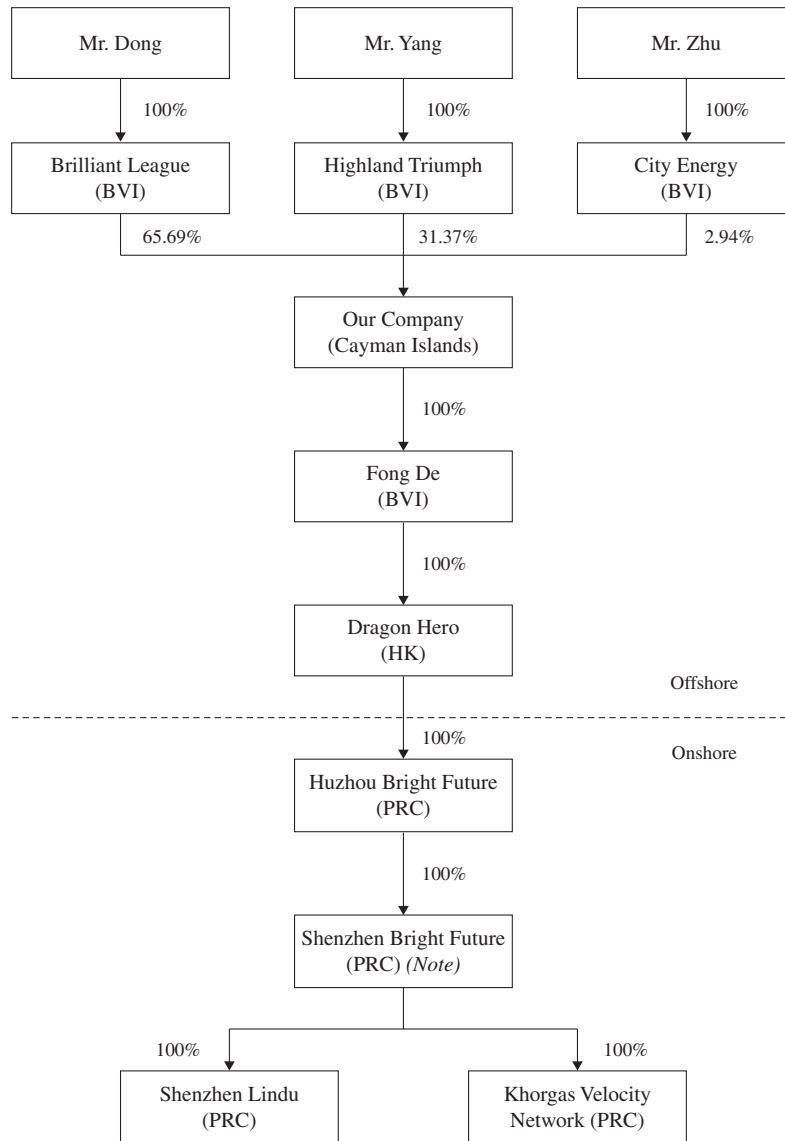 Mr. Dong
Mr. Yang
Mr. Zhu
100%
100%
100%
Brilliant League
(BVI)
Highland Triumph
(BVI)
City Energy
(BVI)
65.69%
31.37%
2.94%
Our Company
(Cayman Islands)
100%
Fong De
(BVI)
100%
Dragon Hero
(HK)
Offshore
100%
Onshore
Huzhou Bright Future
(PRC)
100%
Shenzhen Bright Future
(PRC) (Note)
100%
100%
Shenzhen Lindu
(PRC)
Khorgas Velocity
Network (PRC)